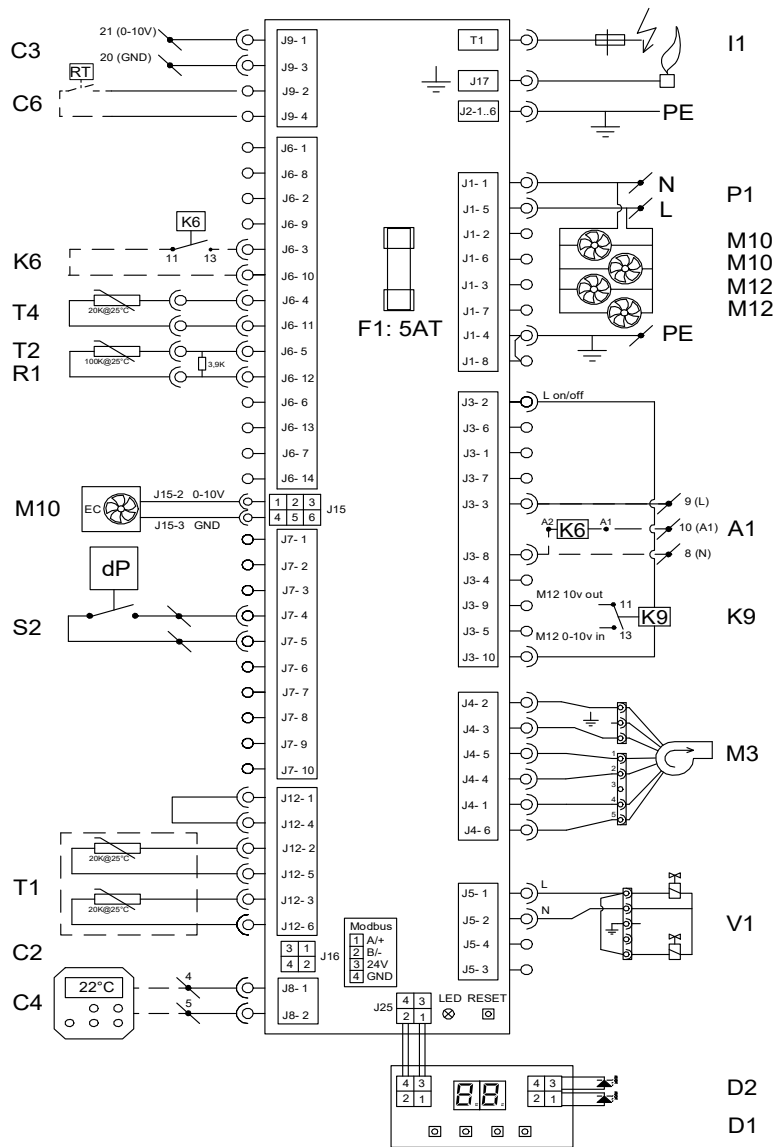 C3
C6
K6
T4
T2
R1
M10
S2
T1
C2
C4
21 (0-10V)
20 (GND)
RT
K6
11
13
20K@25°C
100K@25°C
3,9K
EC
J15-2 0-10V
J15-3 GND
dP
20K@25°C
20K@25°C
22°C
4
5
J9- 1
J9- 3
J9- 2
J9- 4
J6- 1
J6- 8
J6- 2
J6- 9
J6- 3
J6- 10
J6- 4
J6- 11
J6- 5
J6- 12
J6- 6
J6- 13
J6- 7
J6- 14
1 2 3
4 5 6
J15
J7- 1
J7- 2
J7- 3
J7- 4
J7- 5
J7- 6
J7- 7
J7- 8
J7- 9
J7- 10
J12- 1
J12- 4
J12- 2
J12- 5
J12- 3
J12- 6
3 1
4 2
J16
J8- 1
J8- 2
F1: 5AT
Modbus
1 A/+
2 B/-
3 24V
4 GND
J25
4 3
2 1
LED RESET
T1
J17
J2-1..6
PE
J1- 1
J1- 5
J1- 2
J1- 6
J1- 3
J1- 7
J1- 4
J1- 8
N
L
PE
J3- 2
J3- 6
J3- 1
J3- 7
J3- 3
J3- 8
J3- 4
J3- 9
J3- 5
J3- 10
L on/off
9 (L)
A2
K6
A1
10 (A1)
8 (N)
M12 10v out
11
K9
M12 0-10v in
13
J4- 2
J4- 3
J4- 5
J4- 4
J4- 1
J4- 6
1
2
3
4
5
J5- 1
J5- 2
J5- 4
J5- 3
L
N
4 3
2 1
8.8.
4 3
2 1
I1
P1
M10
M10
M12
M12
A1
K9
M3
V1
D2
D1